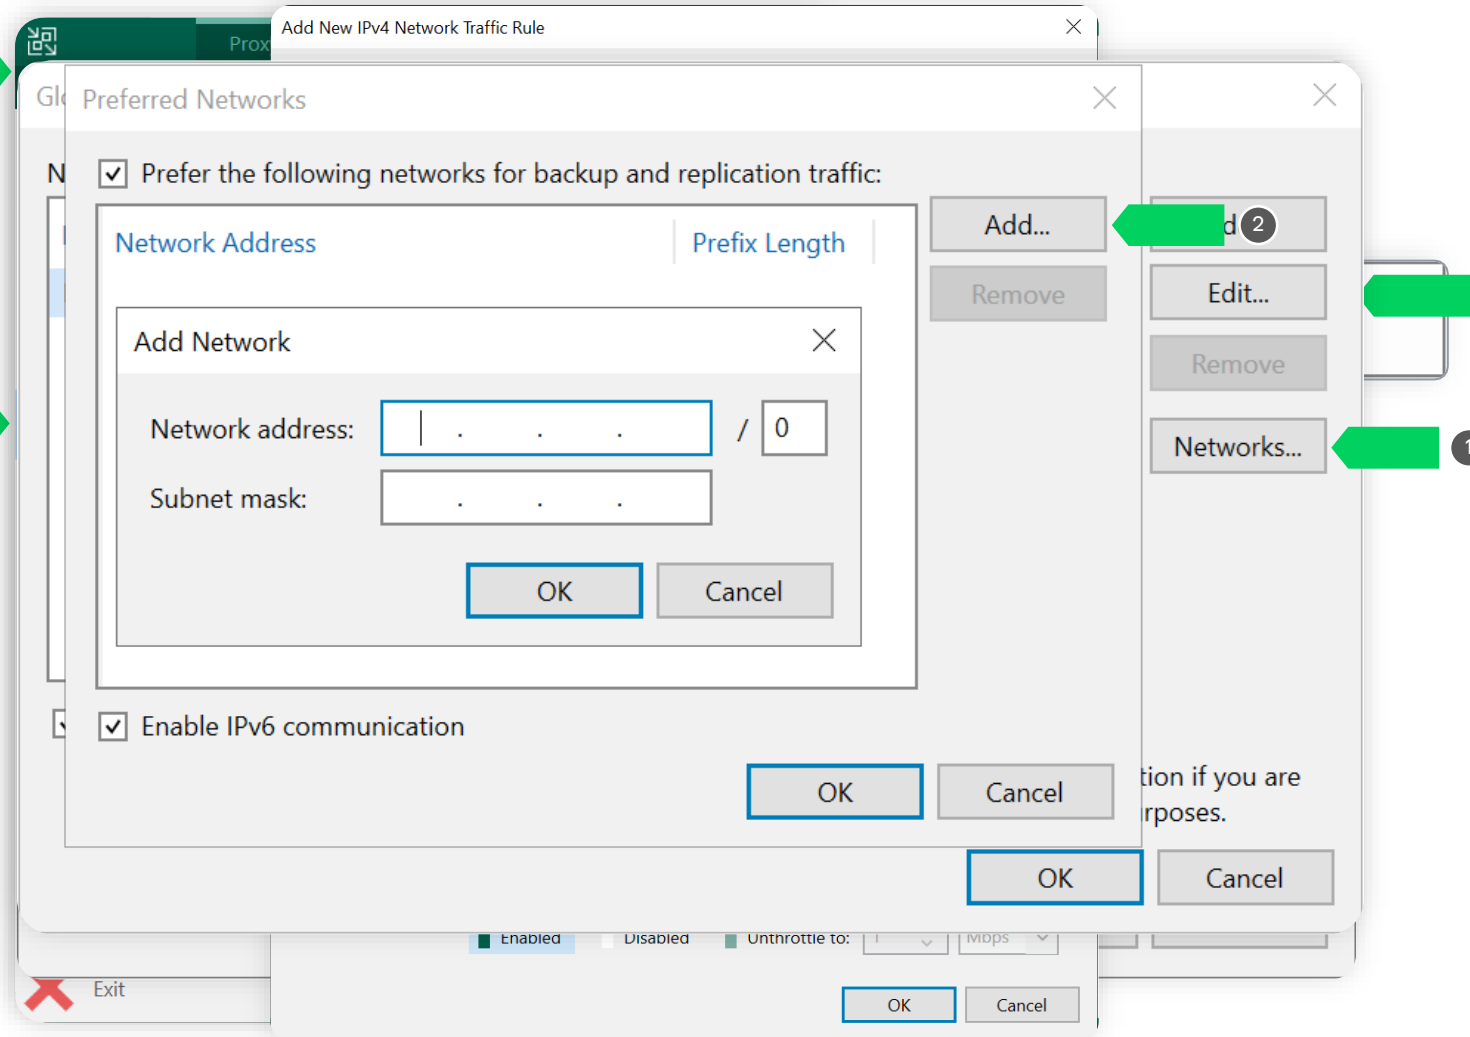 Add New IPv4 Network Traffic Rule
Preferred Networks
Prefer the following networks for backup and replication traffic:
Network Address
Prefix Length
Add...
2
Remove
Edit...
Remove
Networks...
1
Add Network
Network address:
. . .
/
0
Subnet mask:
. . .
OK
Cancel
Enable IPv6 communication
OK
Cancel
tion if you are
rposes.
OK
Cancel
Enabled
Disabled
Unthrottle to:
Mbps
Exit
OK
Cancel